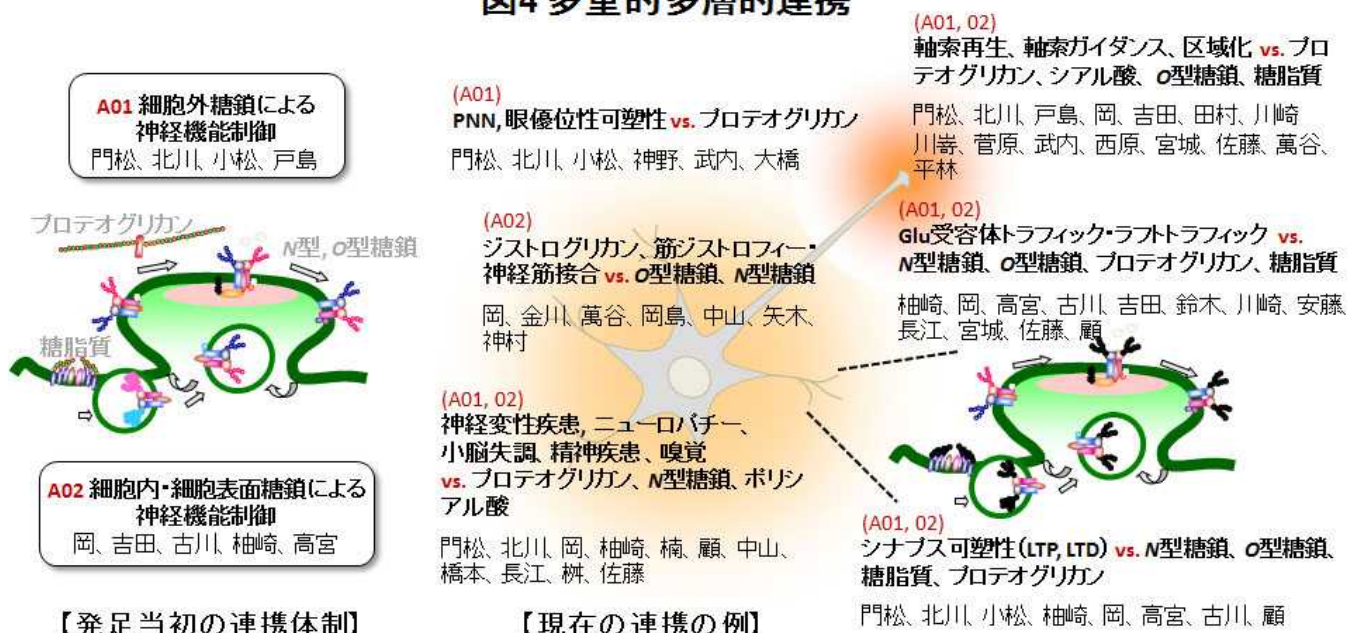 図4 多重的多層的連携
A01 細胞外糖鎖による
神経機能制御
門松、北川、小松、戸島
プロテオグリカン
N型, O型糖鎖
糖脂質
A02 細胞内・細胞表面糖鎖による
神経機能制御
岡、吉田、古川、柚崎、高宮
【発足当初の連携体制】
(A01)
PNN, 眼優位性可塑性 vs. プロテオグリカン
門松、北川、小松、神野、武内、大橋
(A02)
ジストログリカン、筋ジストロフィー・
神経筋接合 vs. O型糖鎖、N型糖鎖
岡、金川、萬谷、岡島、中山、矢木、
神村
(A01, 02)
神経変性疾患, ニューロパチー、
小脳失調、精神疾患、嗅覚
vs. プロテオグリカン、N型糖鎖、ポリシ
アル酸
門松、北川、岡、柚崎、楠、顧、中山、
橋本、長江、桝、佐藤
【現在の連携の例】
(A01, 02)
軸索再生、軸索ガイダンス、区域化 vs. プロ
テオグリカン、シアル酸、O型糖鎖、糖脂質
門松、北川、戸島、岡、吉田、田村、川崎
川嵜、菅原、武内、西原、宮城、佐藤、萬谷、
平林
(A01, 02)
Glu受容体トラフィック・ラフトトラフィック vs.
N型糖鎖、O型糖鎖、プロテオグリカン、糖脂質
柚崎、岡、高宮、古川、吉田、鈴木、川崎、安藤、
長江、宮城、佐藤、顧
(A01, 02)
シナプス可塑性（LTP, LTD） vs. N型糖鎖、O型糖鎖、
糖脂質、プロテオグリカン
門松、北川、小松、柚崎、岡、高宮、古川、顧